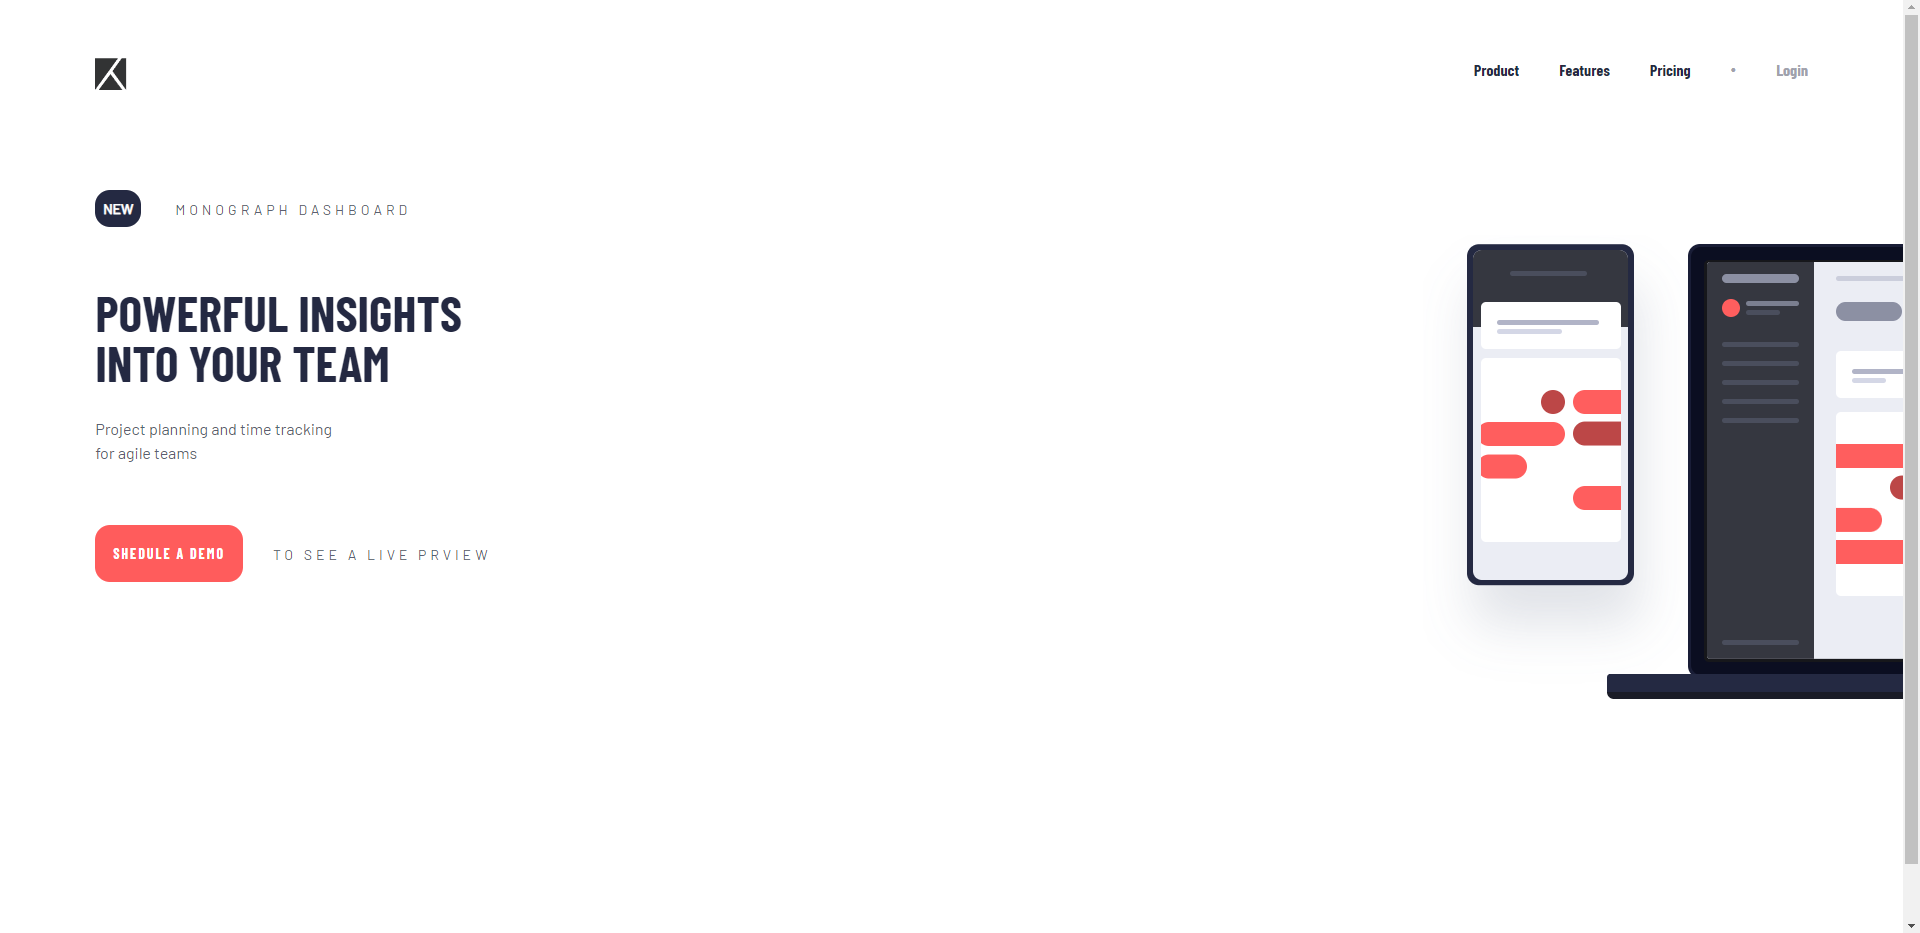 Product Features Pricing • Login
NEW MONOGRAPH DASHBOARD
POWERFUL INSIGHTS
INTO YOUR TEAM
Project planning and time tracking
for agile teams
SHEDULE A DEMO TO SEE A LIVE PRVIEW